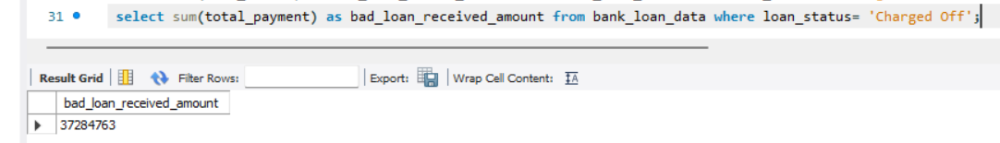 31 select sum(total_payment) as bad_loan_received_amount from bank_loan_data where loan_status= 'Charged Off';
Result Grid Filter Rows: Export: Wrap Cell Content: IA
bad_loan_received_amount
37284763